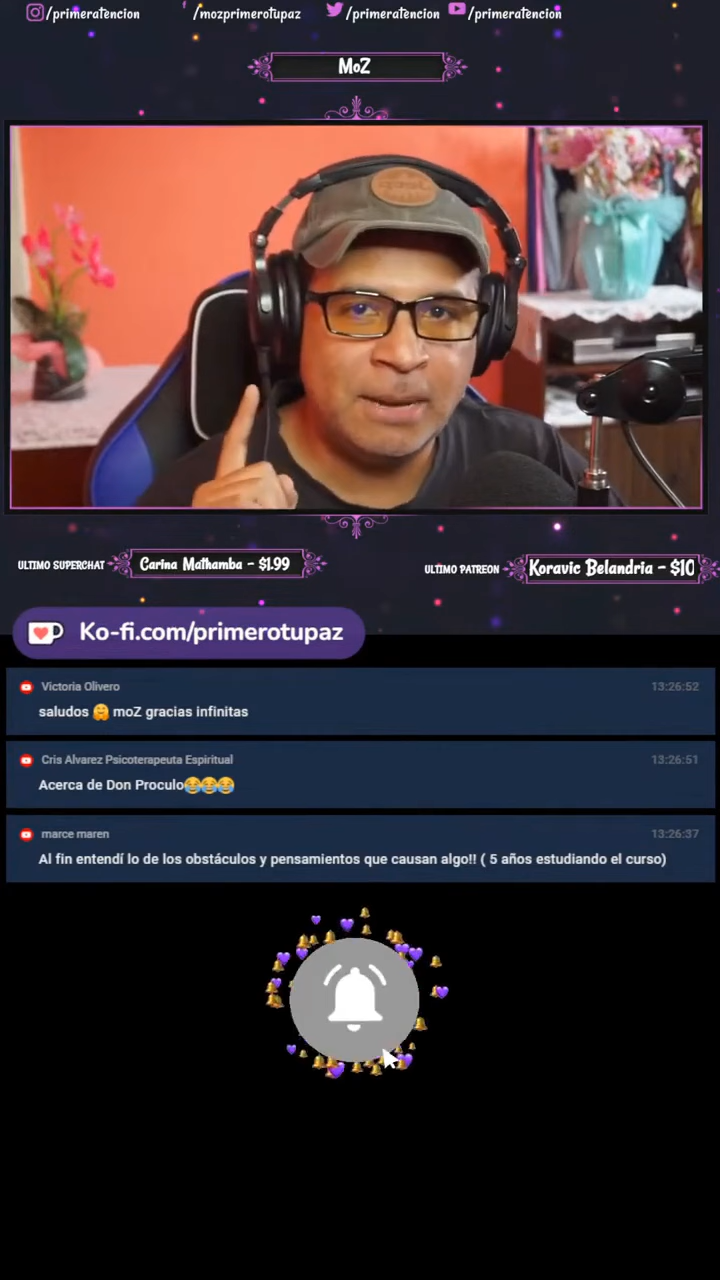 /primeratencion /mozprimerotupaz /primeratencion /primeratencion
MoZ
ULTIMO SUPERCHAT Carina Mathamba - $1.99
ULTIMO PATREON Koravic Belandria - $10
Ko-fi.com/primerotupaz
Victoria Olivero 13:26:52
saludos 🤗 moZ gracias infinitas
Cris Alvarez Psicoterapeuta Espiritual 13:26:51
Acerca de Don Proculo😂😂😂
marce maren 13:26:37
Al fin entendí lo de los obstáculos y pensamientos que causan algo!! ( 5 años estudiando el curso)